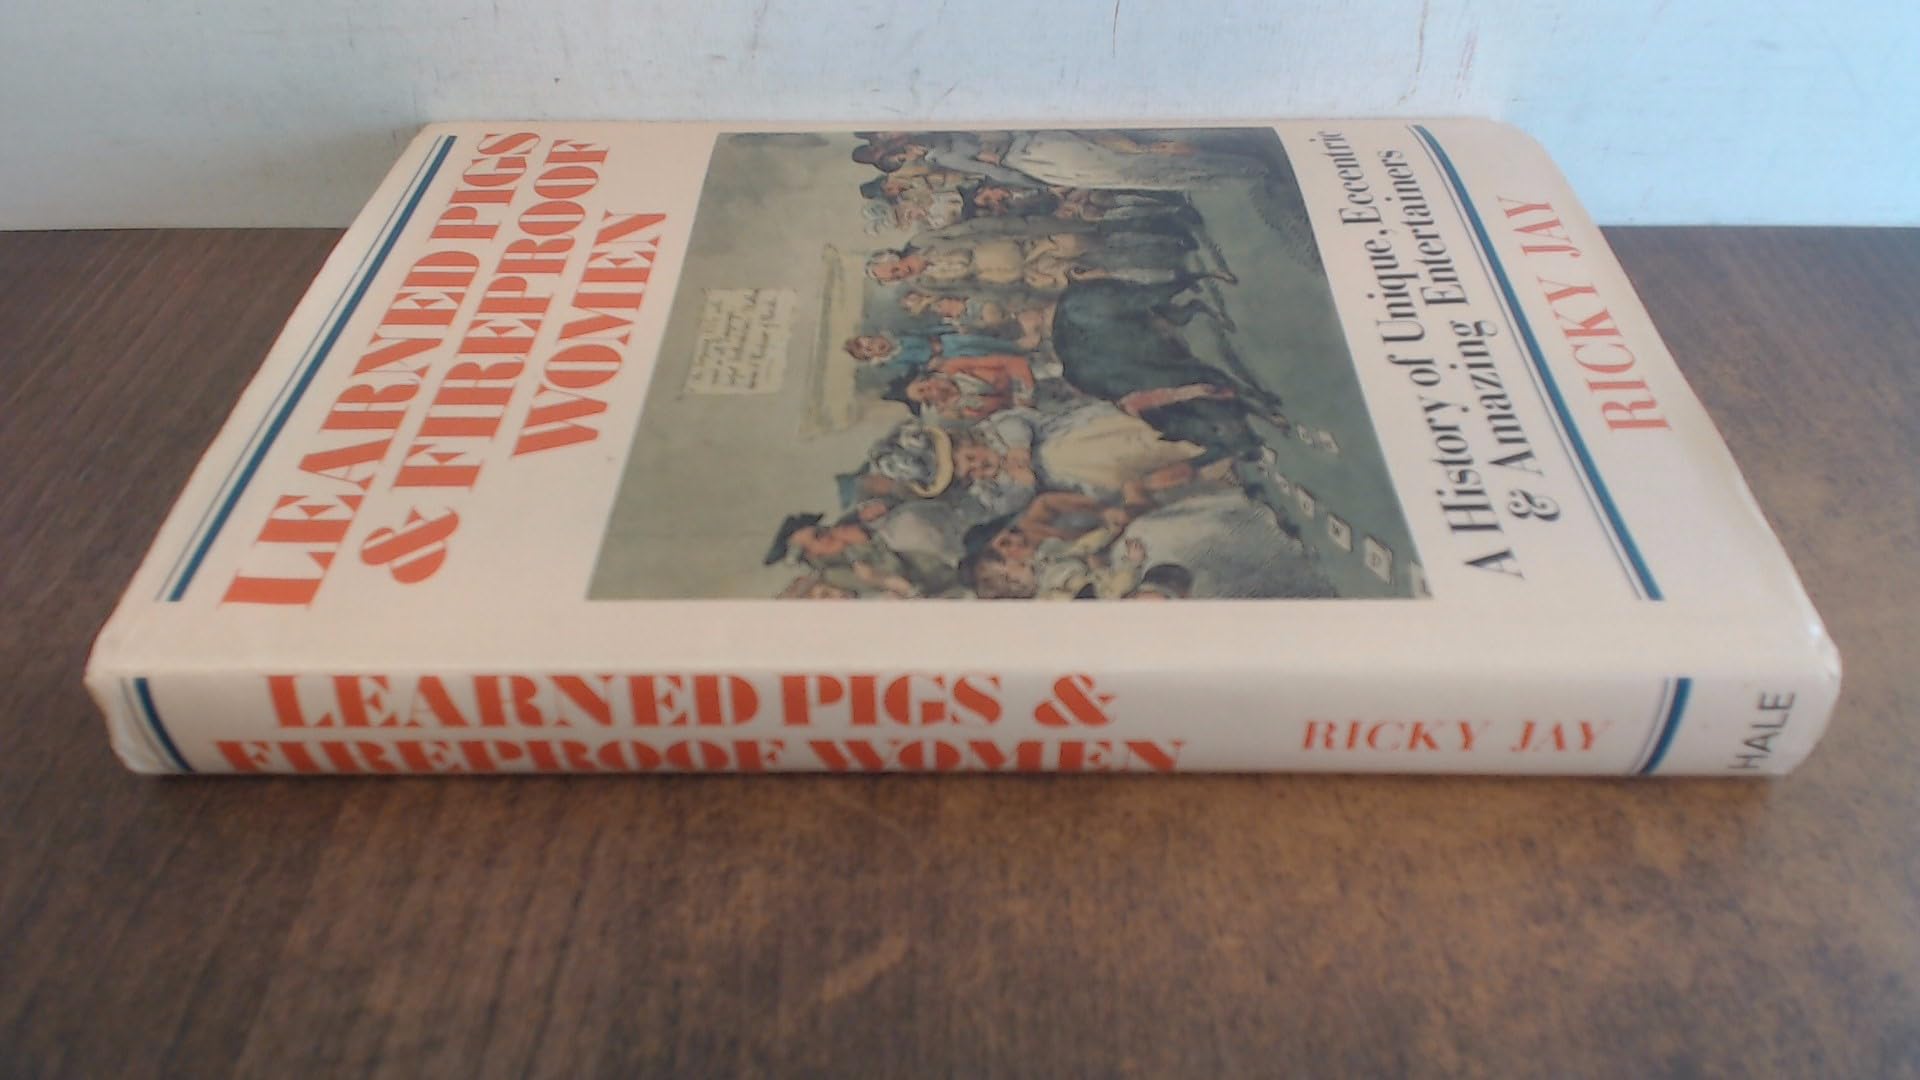 LEARNED PIGS
& FIREPROOF
WOMEN
A History of Unique, Eccentric
& Amazing Entertainers
RICKY JAY
LEARNED PIGS &
FIREPROOF WOMEN
RICKY JAY
HALE